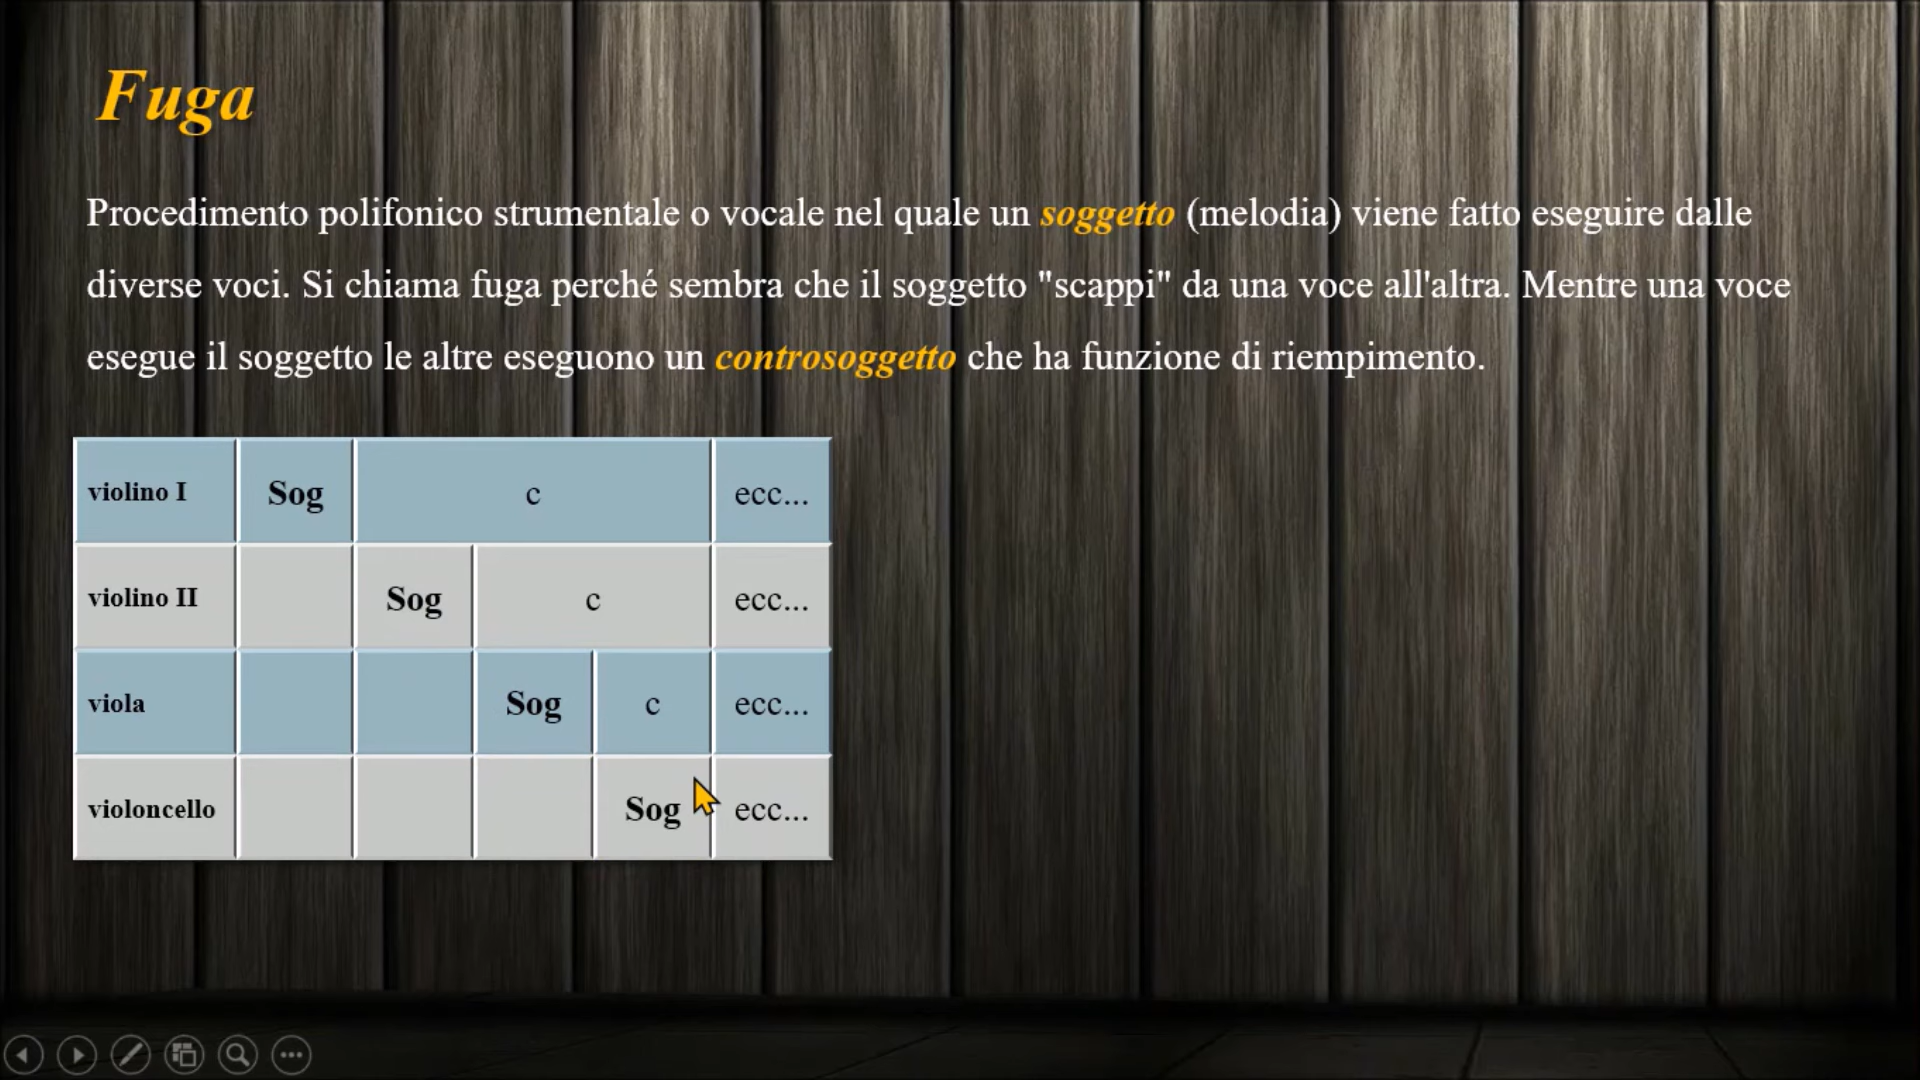 Fuga
Procedimento polifonico strumentale o vocale nel quale un soggetto (melodia) viene fatto eseguire dalle
diverse voci. Si chiama fuga perché sembra che il soggetto "scappi" da una voce all'altra. Mentre una voce
esegue il soggetto le altre eseguono un controsoggetto che ha funzione di riempimento.
violino I Sog c ecc...
violino II Sog c ecc...
viola Sog c ecc...
violoncello Sog ecc...